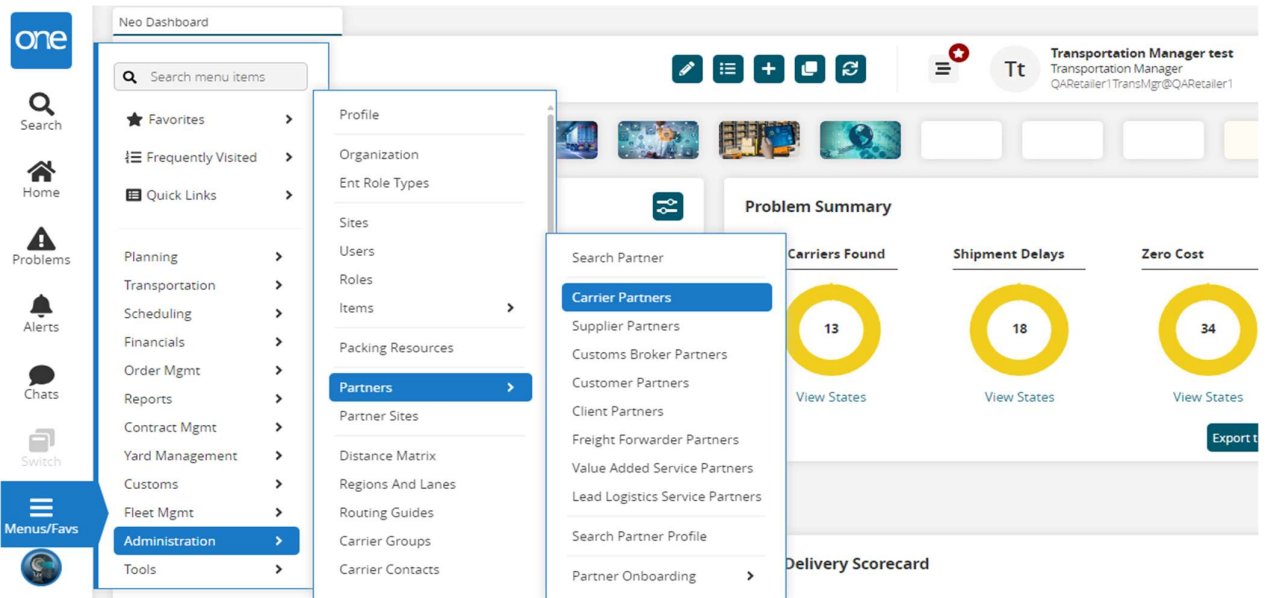 Neo Dashboard
one
Search
Home
Problems
Alerts
Chats
Switch
Menus/Favs
Search menu items
Favorites
Frequently Visited
Quick Links
Planning
Transportation
Scheduling
Financials
Order Mgmt
Reports
Contract Mgmt
Yard Management
Customs
Fleet Mgmt
Administration
Tools
Profile
Organization
Ent Role Types
Sites
Users
Roles
Items
Packing Resources
Partners
Partner Sites
Distance Matrix
Regions And Lanes
Routing Guides
Carrier Groups
Carrier Contacts
Search Partner
Carrier Partners
Supplier Partners
Customs Broker Partners
Customer Partners
Client Partners
Freight Forwarder Partners
Value Added Service Partners
Lead Logistics Service Partners
Search Partner Profile
Partner Onboarding
Tt
Transportation Manager test
Transportation Manager
QARetailer1TransMgr@QARetailer1
Problem Summary
Carriers Found
Shipment Delays
Zero Cost
13
18
34
View States
View States
View States
Export t
Delivery Scorecard